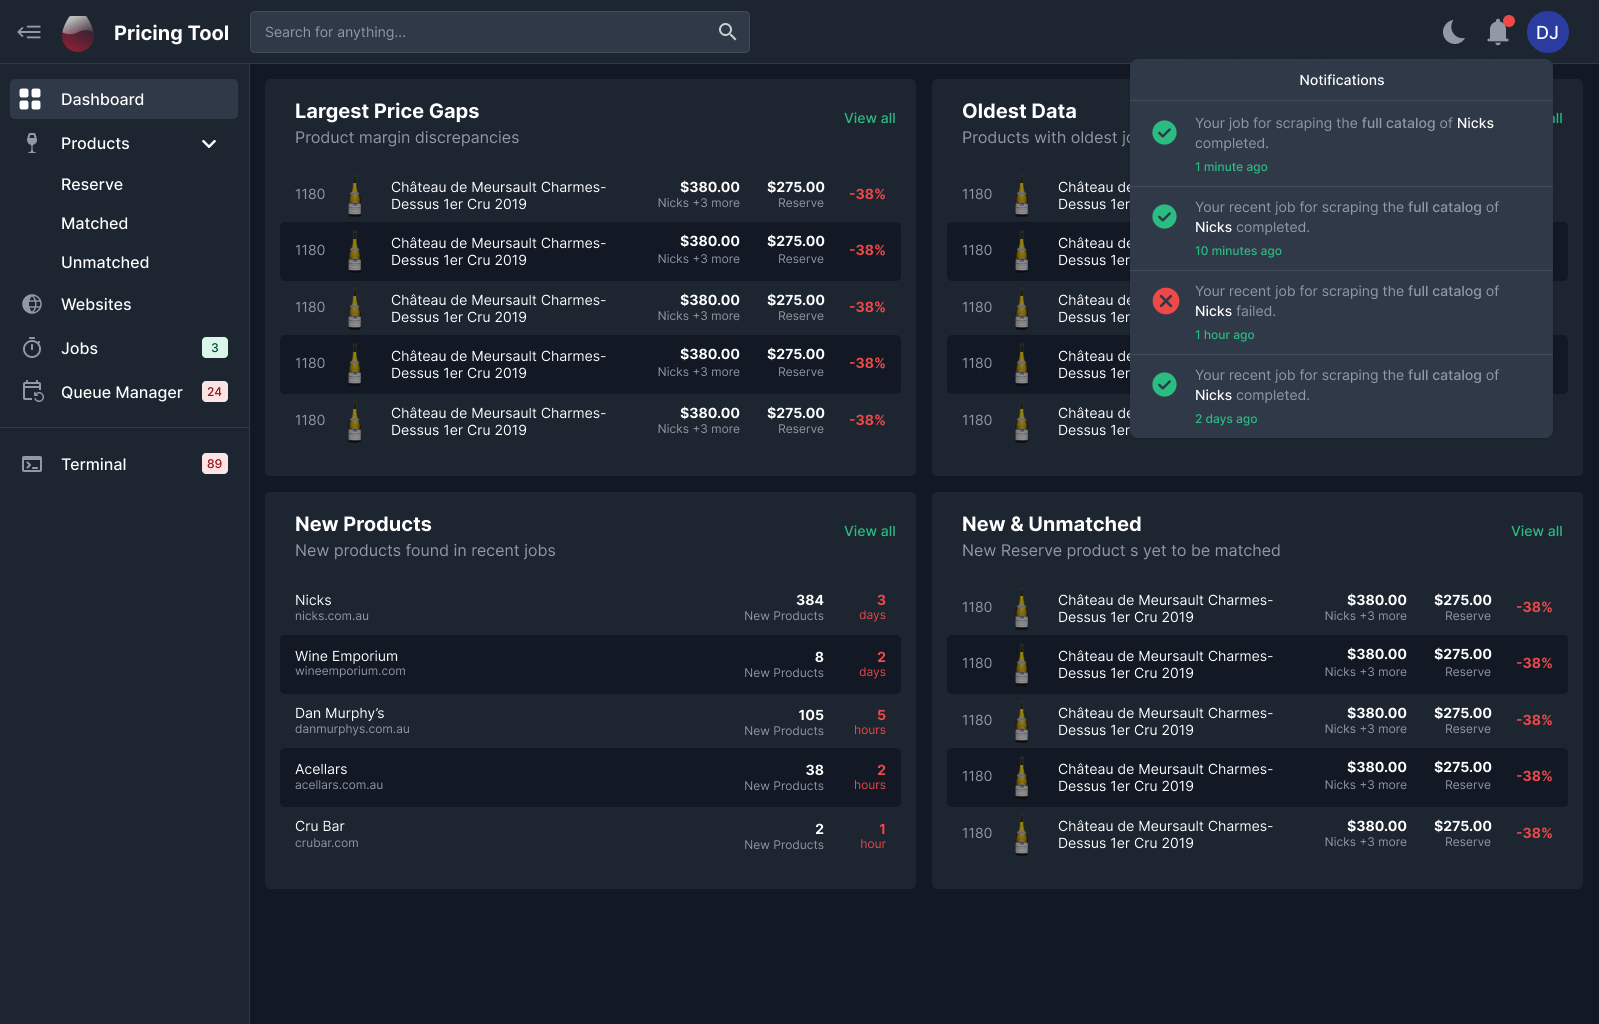 Pricing Tool
Search for anything...
DJ
Dashboard
Products
Reserve
Matched
Unmatched
Websites
Jobs
3
Queue Manager
24
Terminal
89
Largest Price Gaps
View all
Product margin discrepancies
1180
Château de Meursault Charmes-
Dessus 1er Cru 2019
$380.00
Nicks +3 more
$275.00
Reserve
-38%
1180
Château de Meursault Charmes-
Dessus 1er Cru 2019
$380.00
Nicks +3 more
$275.00
Reserve
-38%
1180
Château de Meursault Charmes-
Dessus 1er Cru 2019
$380.00
Nicks +3 more
$275.00
Reserve
-38%
1180
Château de Meursault Charmes-
Dessus 1er Cru 2019
$380.00
Nicks +3 more
$275.00
Reserve
-38%
1180
Château de Meursault Charmes-
Dessus 1er Cru 2019
$380.00
Nicks +3 more
$275.00
Reserve
-38%
Oldest Data
Products with oldest
1180
Château
Dessus 1er
1180
Château
Dessus 1er
1180
Château
Dessus 1er
1180
Château
Dessus 1er
1180
Château
Dessus 1er
Notifications
Your job for scraping the full catalog of Nicks
completed.
1 minute ago
Your recent job for scraping the full catalog of
Nicks completed.
10 minutes ago
Your recent job for scraping the full catalog of
Nicks failed.
1 hour ago
Your recent job for scraping the full catalog of
Nicks completed.
2 days ago
New Products
View all
New products found in recent jobs
Nicks
nicks.com.au
384
New Products
3
days
Wine Emporium
wineemporium.com
8
New Products
2
days
Dan Murphy's
danmurphys.com.au
105
New Products
5
hours
Acellars
acellars.com.au
38
New Products
2
hours
Cru Bar
crubar.com
2
New Products
1
hour
New & Unmatched
View all
New Reserve product s yet to be matched
1180
Château de Meursault Charmes-
Dessus 1er Cru 2019
$380.00
Nicks +3 more
$275.00
Reserve
-38%
1180
Château de Meursault Charmes-
Dessus 1er Cru 2019
$380.00
Nicks +3 more
$275.00
Reserve
-38%
1180
Château de Meursault Charmes-
Dessus 1er Cru 2019
$380.00
Nicks +3 more
$275.00
Reserve
-38%
1180
Château de Meursault Charmes-
Dessus 1er Cru 2019
$380.00
Nicks +3 more
$275.00
Reserve
-38%
1180
Château de Meursault Charmes-
Dessus 1er Cru 2019
$380.00
Nicks +3 more
$275.00
Reserve
-38%